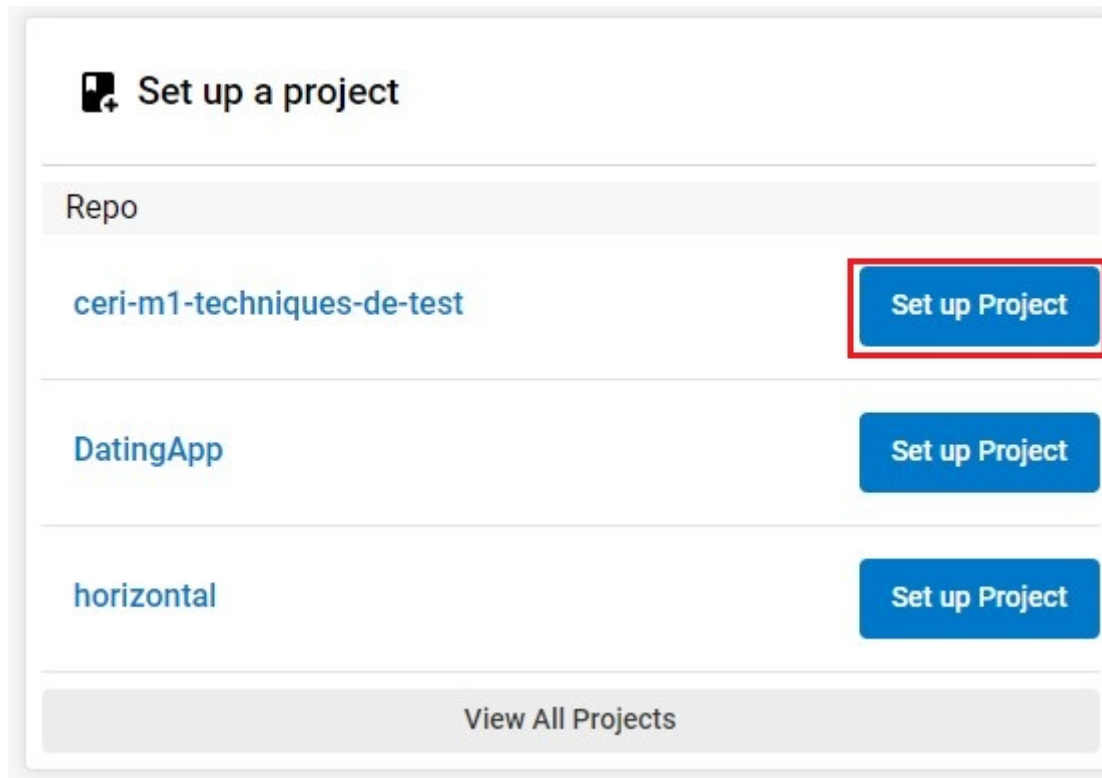 Set up a project
Repo
ceri-m1-techniques-de-test
Set up Project
DatingApp
Set up Project
horizontal
Set up Project
View All Projects